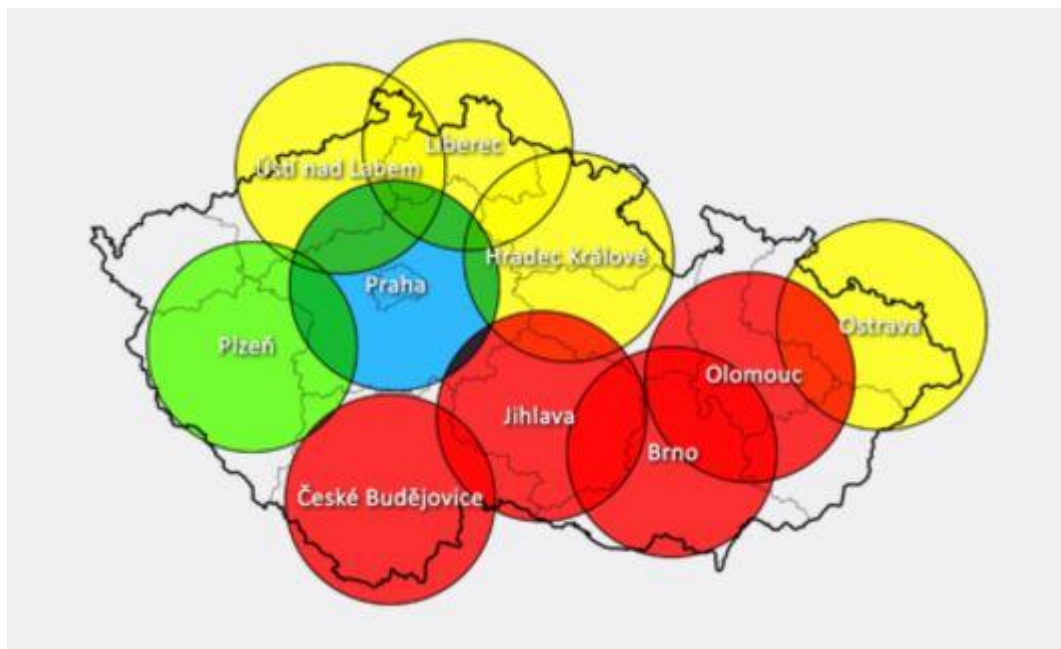 Liberec
Ústí nad Labem
Hradec Králové
Praha
Ostrava
Plzeň
Olomouc
Jihlava
Brno
České Budějovice